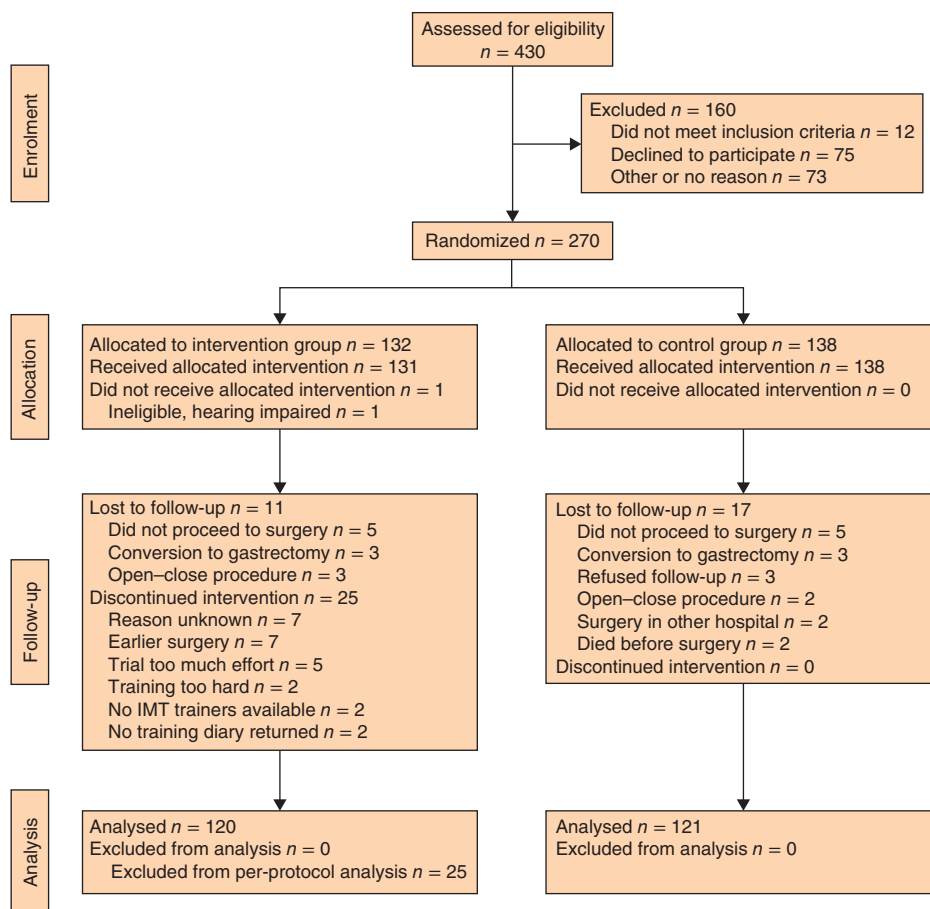 Assessed for eligibility
n = 430
Enrolment
Excluded n = 160
Did not meet inclusion criteria n = 12
Declined to participate n = 75
Other or no reason n = 73
Randomized n = 270
Allocation
Allocated to intervention group n = 132
Received allocated intervention n = 131
Did not receive allocated intervention n = 1
Ineligible, hearing impaired n = 1
Allocated to control group n = 138
Received allocated intervention n = 138
Did not receive allocated intervention n = 0
Follow-up
Lost to follow-up n = 11
Did not proceed to surgery n = 5
Conversion to gastrectomy n = 3
Open–close procedure n = 3
Discontinued intervention n = 25
Reason unknown n = 7
Earlier surgery n = 7
Trial too much effort n = 5
Training too hard n = 2
No IMT trainers available n = 2
No training diary returned n = 2
Lost to follow-up n = 17
Did not proceed to surgery n = 5
Conversion to gastrectomy n = 3
Refused follow-up n = 3
Open–close procedure n = 2
Surgery in other hospital n = 2
Died before surgery n = 2
Discontinued intervention n = 0
Analysis
Analysed n = 120
Excluded from analysis n = 0
Excluded from per-protocol analysis n = 25
Analysed n = 121
Excluded from analysis n = 0